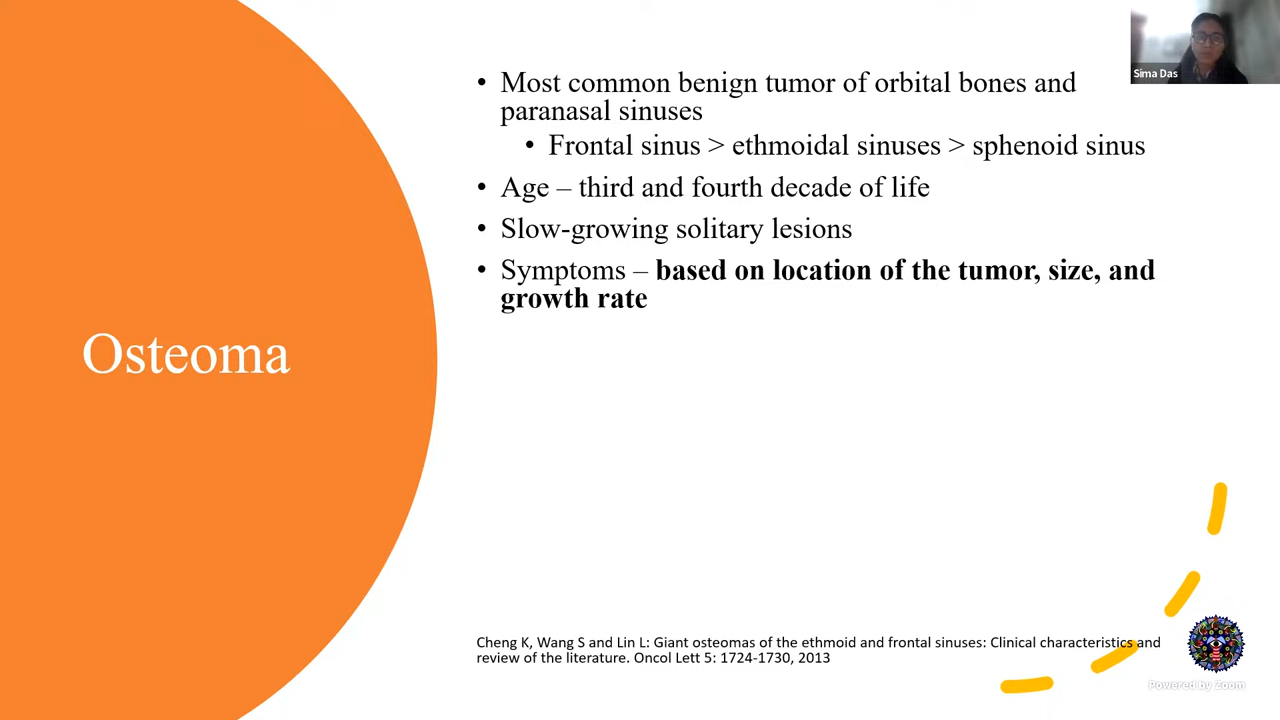 Sima Das
• Most common benign tumor of orbital bones and
paranasal sinuses
• Frontal sinus > ethmoidal sinuses > sphenoid sinus
• Age – third and fourth decade of life
• Slow-growing solitary lesions
• Symptoms – based on location of the tumor, size, and
growth rate
Osteoma
Cheng K, Wang S and Lin L: Giant osteomas of the ethmoid and frontal sinuses: Clinical characteristics and
review of the literature. Oncol Lett 5: 1724-1730, 2013
Powered by Zoom